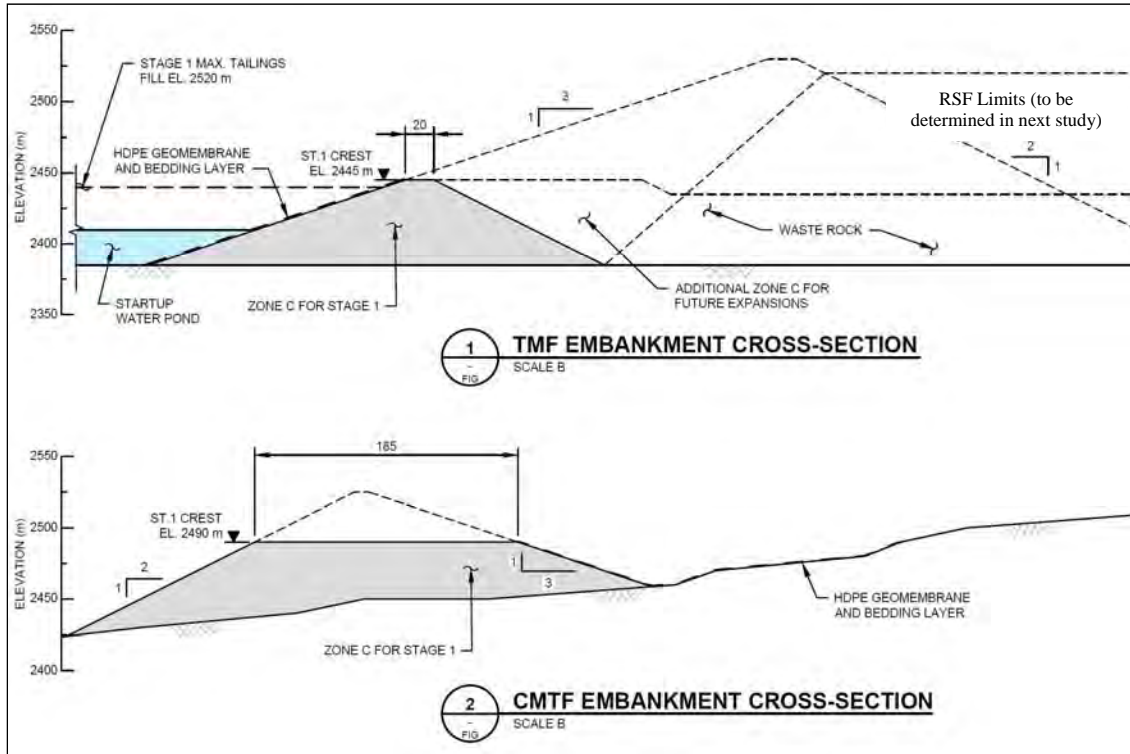 2550
2500
2450
2400
2350
ELEVATION (m)
STAGE 1 MAX. TAILINGS
FILL EL. 2520 m
HDPE GEOMEMBRANE
AND BEDDING LAYER
ST.1 CREST
EL. 2445 m
20
3
1
RSF Limits (to be
determined in next study)
2
1
WASTE ROCK
STARTUP
WATER POND
ZONE C FOR STAGE 1
ADDITIONAL ZONE C FOR
FUTURE EXPANSIONS
1
-
FIG
TMF EMBANKMENT CROSS-SECTION
SCALE B
2550
2500
2450
2400
ELEVATION (m)
185
ST.1 CREST
EL. 2490 m
2
1
1
3
HDPE GEOMEMBRANE
AND BEDDING LAYER
ZONE C FOR STAGE 1
2
-
FIG
CMTF EMBANKMENT CROSS-SECTION
SCALE B